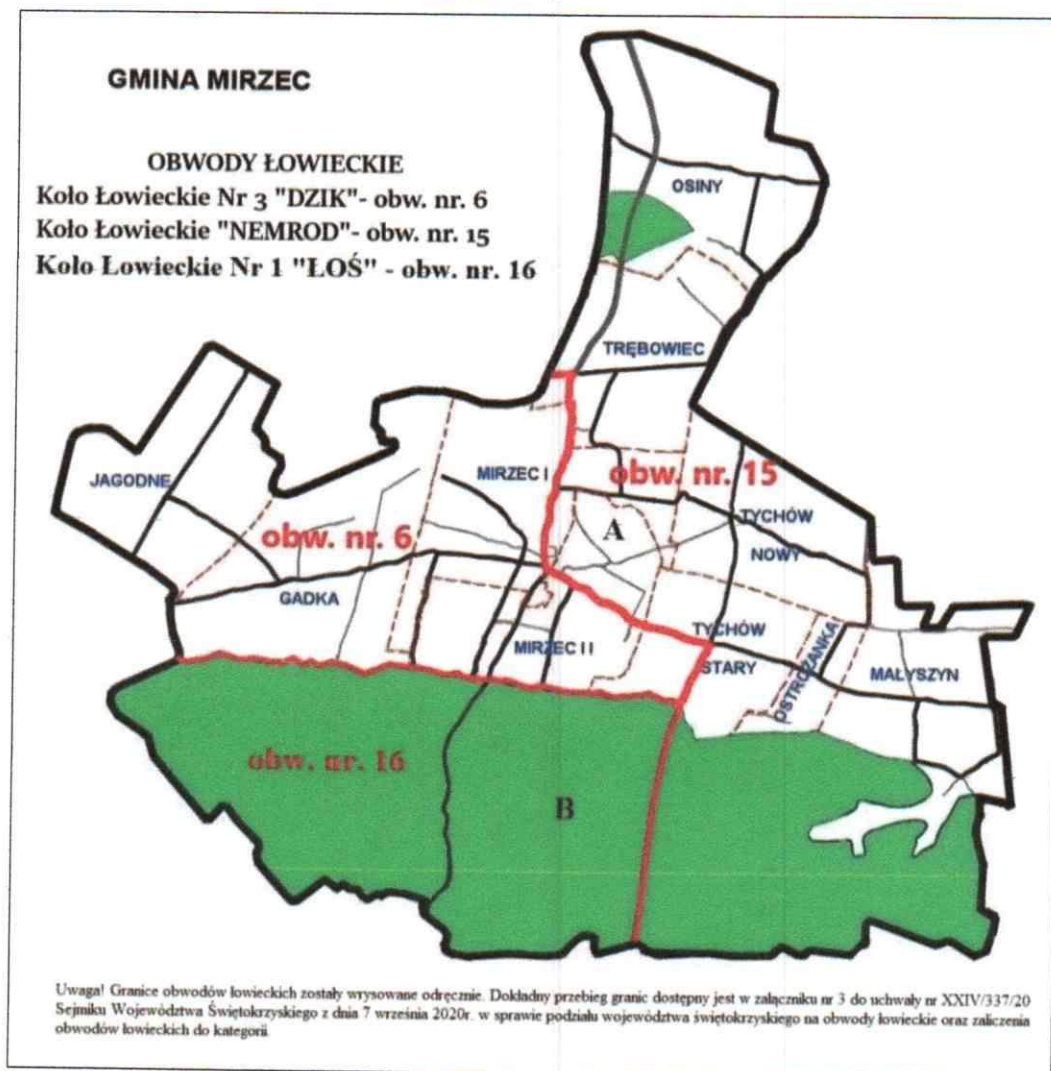 GMINA MIRZEC
OBWODY ŁOWIECKIE
Koło Łowieckie Nr 3 "DZIK"- obw. nr. 6
Koło Łowieckie "NEMROD"- obw. nr. 15
Koło Łowieckie Nr 1 "ŁOŚ" - obw. nr. 16
OSINY
TRĘBOWIEC
JAGODNE
MIRZEC I
obw. nr. 15
obw. nr. 6
A
TYCHÓW
NOWY
GADKA
MIRZEC II
TYCHÓW
STARY
OSTROŻANKA
MAŁYSZYN
obw. nr. 16
B
Uwaga! Granice obwodów łowieckich zostały wrysowane odręcznie. Dokładny przebieg granic dostępny jest w załączniku nr 3 do uchwały nr XXIV/337/20
Sejmiku Województwa Świętokrzyskiego z dnia 7 września 2020r. w sprawie podziału województwa świętokrzyskiego na obwody łowieckie oraz zaliczenia
obwodów łowieckich do kategorii